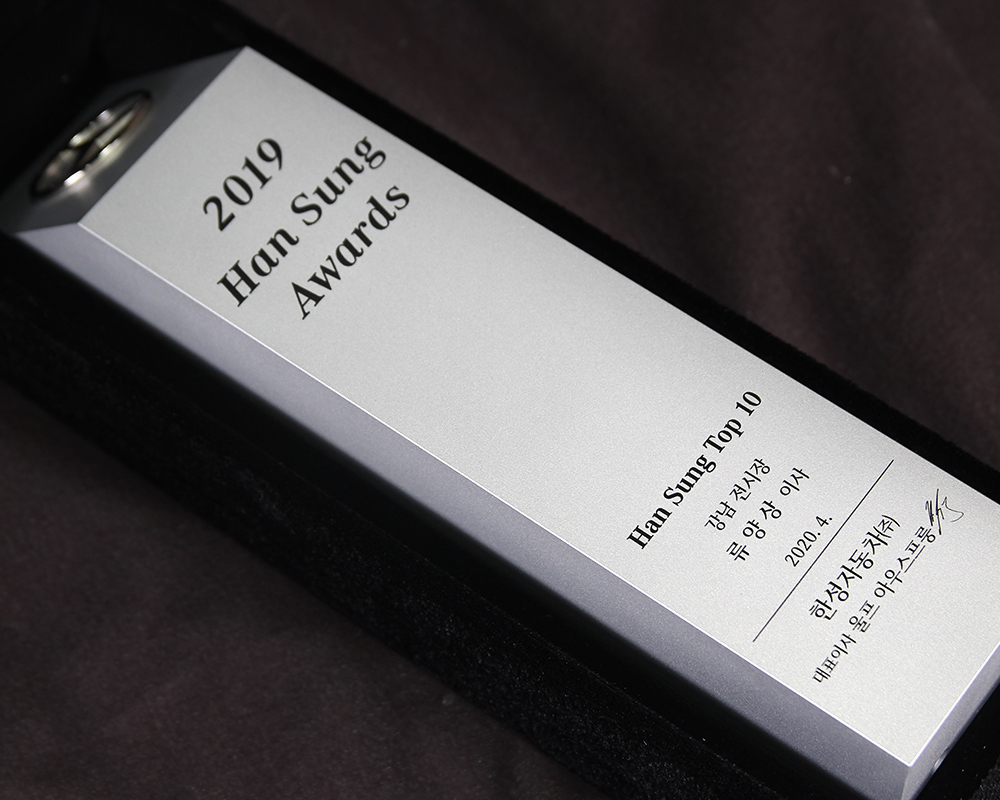 2019
Han Sung
Awards
Han Sung Top 10
강남 전시장
류 양 상 이사
2020. 4.
한성자동차(주)
대표이사 울프 아우스프룽